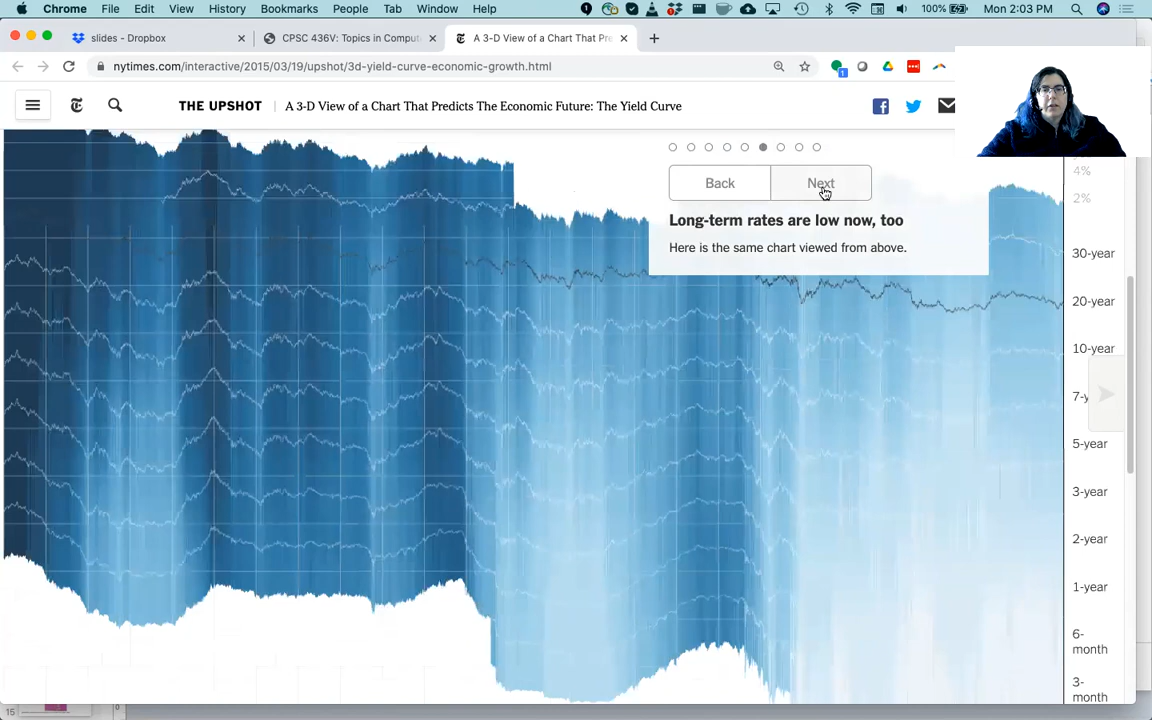 Chrome File Edit View History Bookmarks People Tab Window Help 100% Mon 2:03 PM
slides - Dropbox
CPSC 436V: Topics in Comput
A 3-D View of a Chart That Pre
nytimes.com/interactive/2015/03/19/upshot/3d-yield-curve-economic-growth.html
1
THE UPSHOT A 3-D View of a Chart That Predicts The Economic Future: The Yield Curve
Back Next
Long-term rates are low now, too
Here is the same chart viewed from above.
4%
2%
30-year
20-year
10-year
7-y
5-year
3-year
2-year
1-year
6-
month
3-
month
15